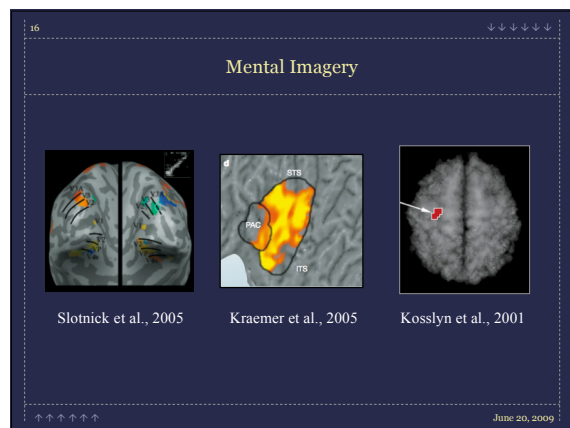 16
↓↓↓↓↓↓
Mental Imagery
d
STS
PAC
ITS
Slotnick et al., 2005
Kraemer et al., 2005
Kosslyn et al., 2001
↑↑↑↑↑↑
June 20, 2009